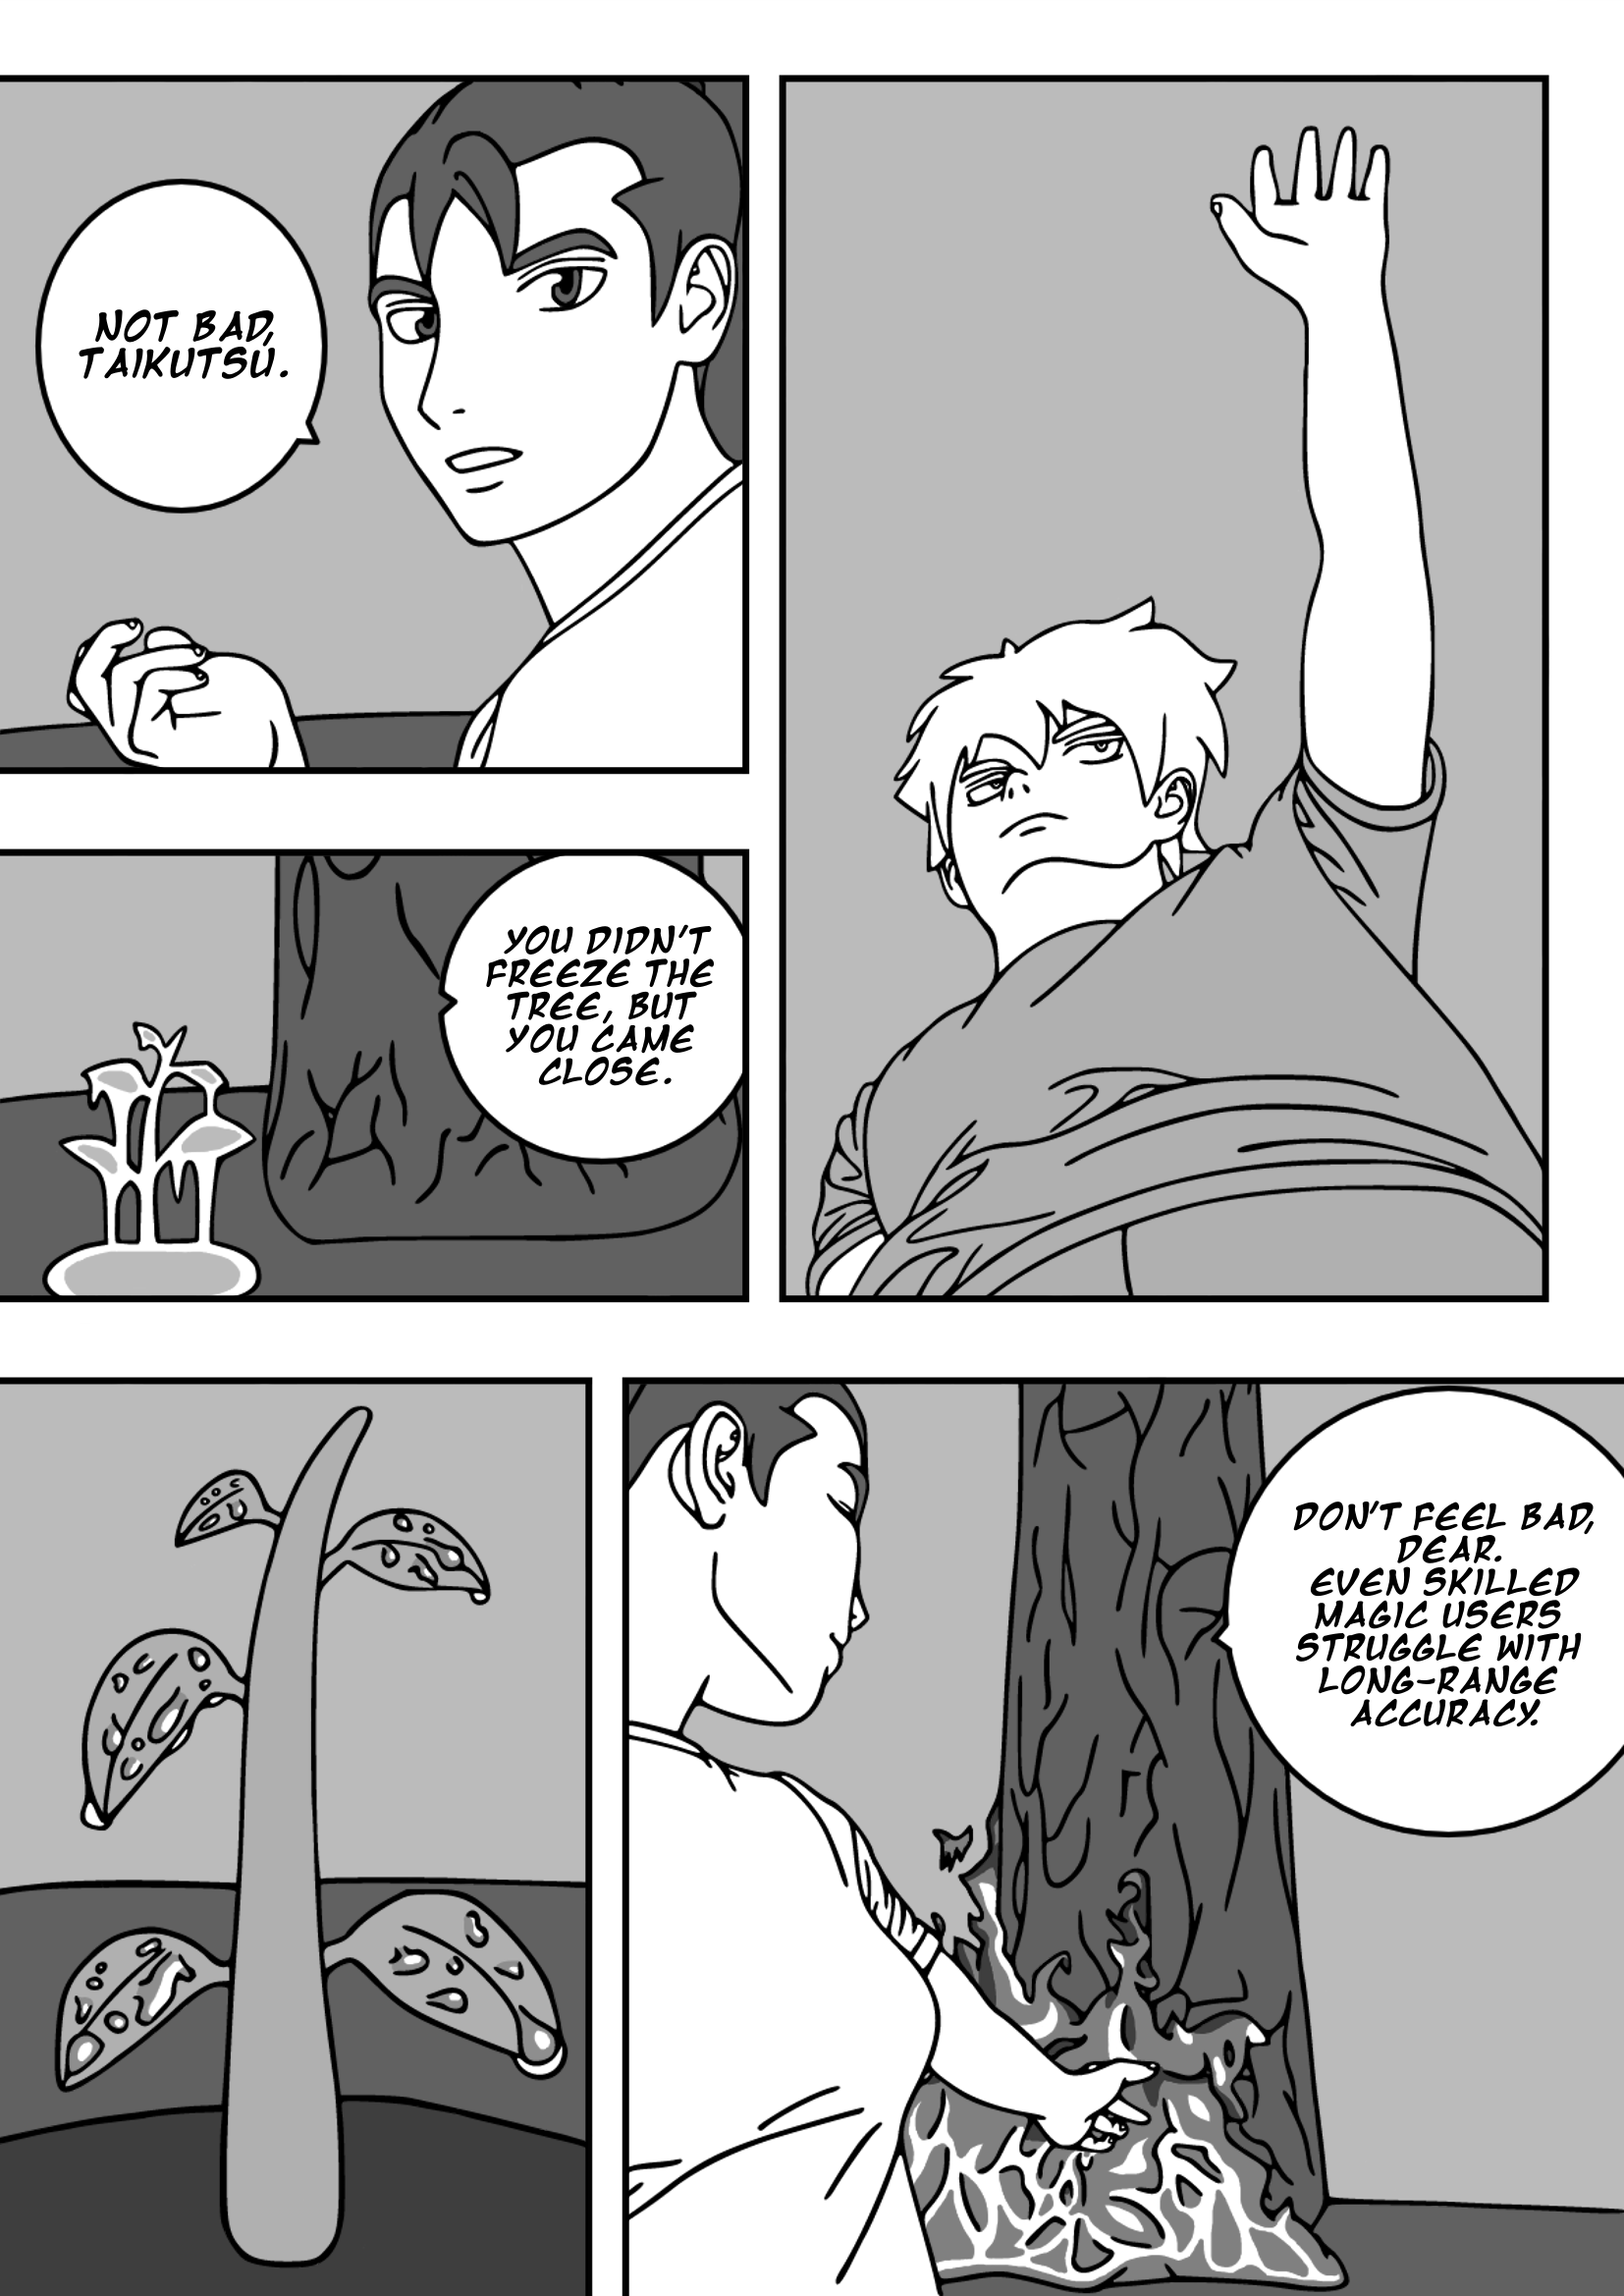 NOT BAD,
TAIKUTSU.
YOU DIDN'T
FREEZE THE
TREE, BUT
YOU CAME
CLOSE.
DON'T FEEL BAD,
DEAR.
EVEN SKILLED
MAGIC USERS
STRUGGLE WITH
LONG-RANGE
ACCURACY.